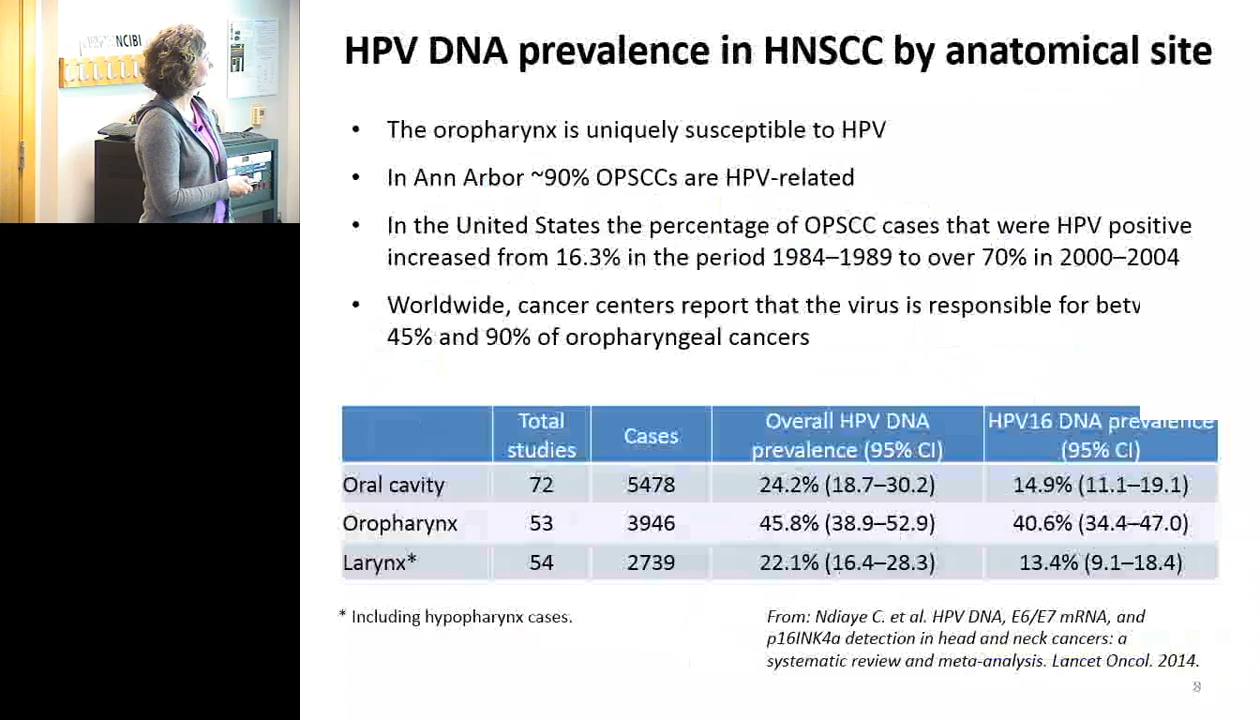 NCIBI
HPV DNA prevalence in HNSCC by anatomical site
• The oropharynx is uniquely susceptible to HPV
• In Ann Arbor ~90% OPSCCs are HPV-related
• In the United States the percentage of OPSCC cases that were HPV positive
increased from 16.3% in the period 1984–1989 to over 70% in 2000–2004
• Worldwide, cancer centers report that the virus is responsible for
45% and 90% of oropharyngeal cancers
Total studies Cases Overall HPV DNA prevalence (95% CI) HPV16 DNA prevalence (95% CI)
Oral cavity 72 5478 24.2% (18.7–30.2) 14.9% (11.1–19.1)
Oropharynx 53 3946 45.8% (38.9–52.9) 40.6% (34.4–47.0)
Larynx* 54 2739 22.1% (16.4–28.3) 13.4% (9.1–18.4)
* Including hypopharynx cases.
From: Ndiaye C. et al. HPV DNA, E6/E7 mRNA, and
p16INK4a detection in head and neck cancers: a
systematic review and meta-analysis. Lancet Oncol. 2014.